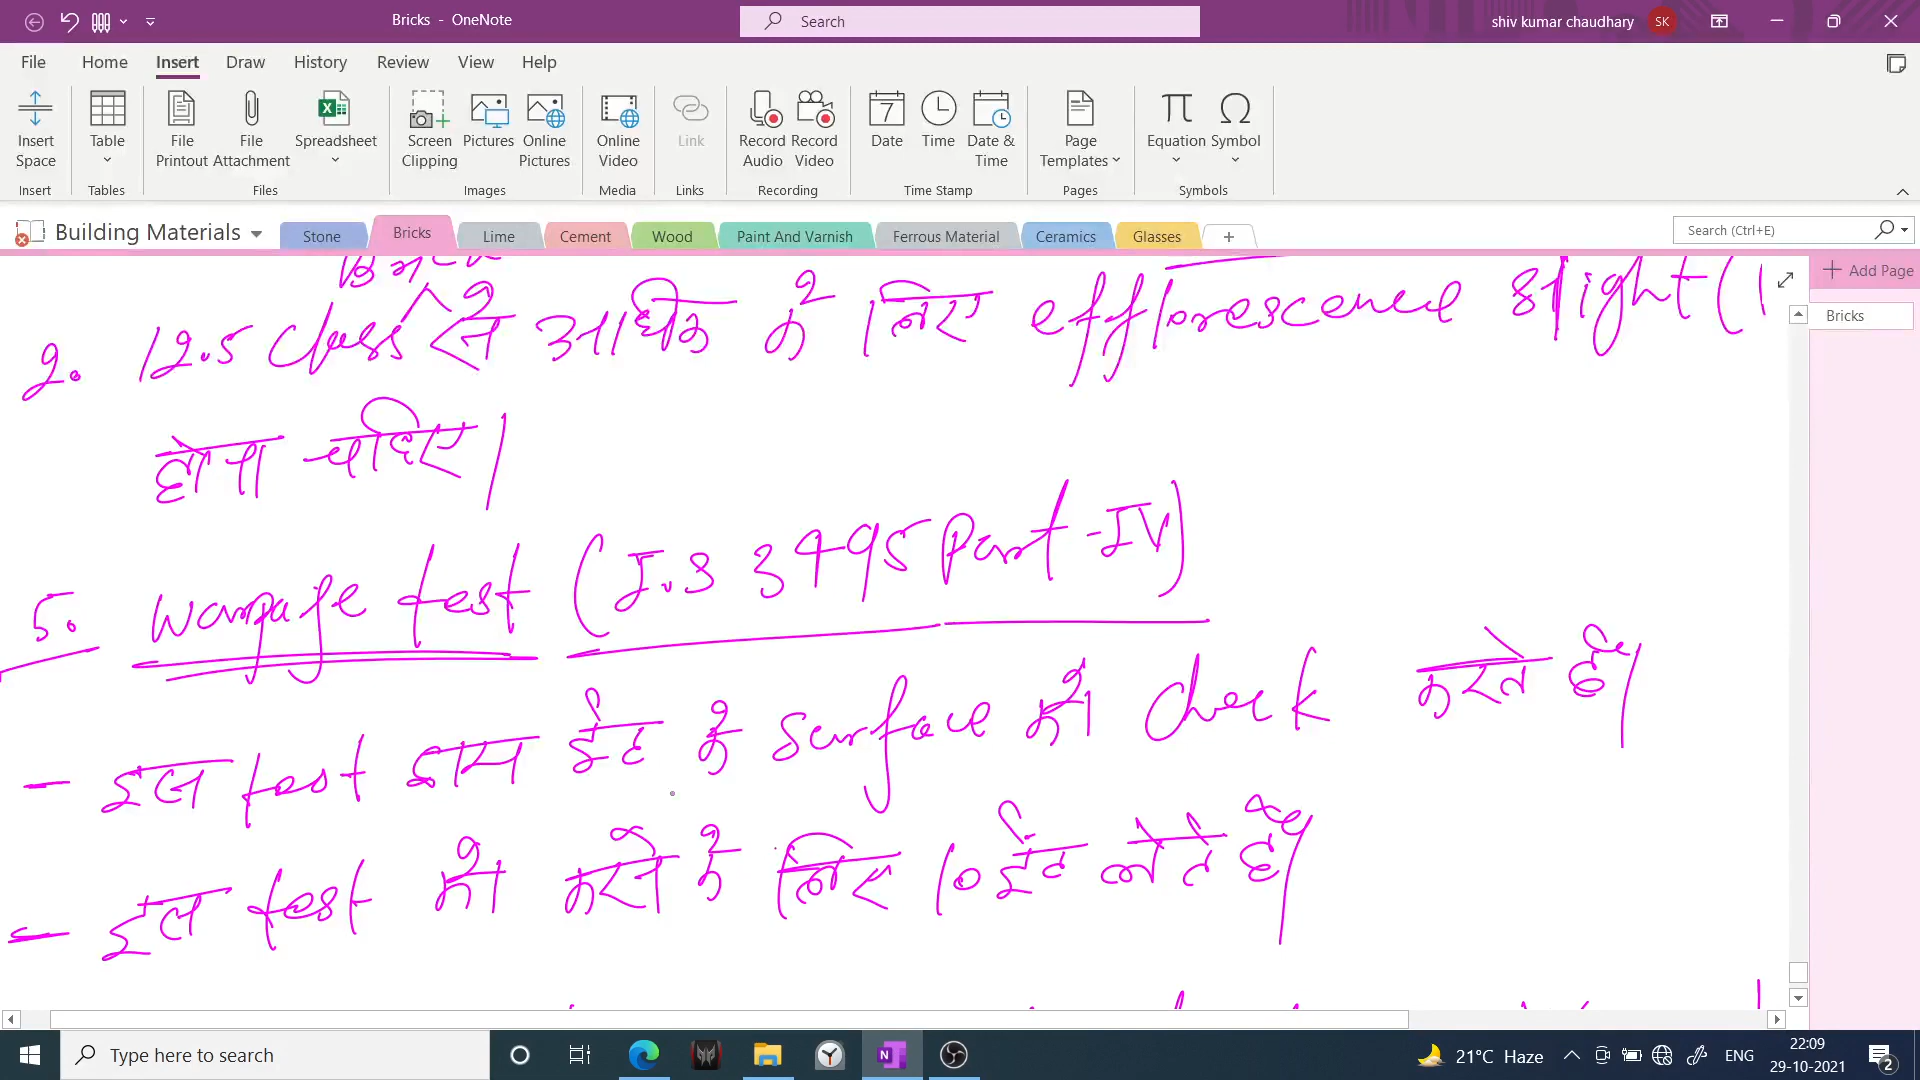 Bricks - OneNote
Search
shiv kumar chaudhary SK
File Home Insert Draw History Review View Help
Insert Space
Table
File Printout
File Attachment
Spreadsheet
Screen Clipping
Pictures
Online Pictures
Online Video
Link
Record Audio
Record Video
7
Date
Time
Date & Time
Page Templates
Equation
Symbol
Insert Tables Files Images Media Links Recording Time Stamp Pages Symbols
Building Materials Stone Bricks Lime Cement Wood Paint And Varnish Ferrous Material Ceramics Glasses +
Search (Ctrl+E)
Add Page
Bricks
2. 12.5 class से अधिक के लिए efflorescence slight (
होना चाहिए।
5. Warpage test (I.S 3495 Part-IV)
- इस test द्वारा ईंट के surface को check करते हैं।
- इस test को करने के लिए 10 ईंट लेते हैं।
Type here to search
21°C Haze
ENG
22:09
29-10-2021
2